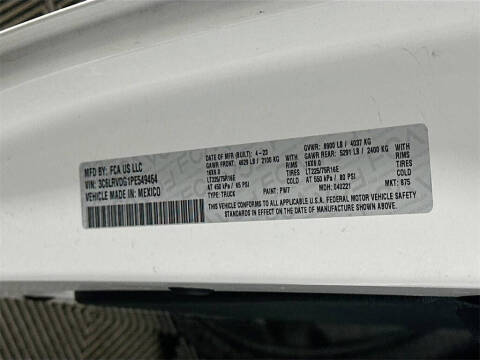 MFD BY: FCA US LLC
DATE OF MFR (BUILT): 4-23
GVWR: 8900 LB / 4037 KG
VIN: 3C6LRVDG1PE549464
GAWR FRONT: 4629 LB / 2100 KG
GAWR REAR: 5291 LB / 2400 KG
VEHICLE MADE IN: MEXICO
16X6.0
RIMS
16X6.0
RIMS
LT225/75R16E
TIRES
LT225/75R16E
TIRES
AT 450 kPa / 65 PSI
COLD
AT 550 kPa / 80 PSI
COLD
TYPE: TRUCK
PAINT: PW7
MDH: 040221
MKT: 875
THIS VEHICLE CONFORMS TO ALL APPLICABLE U.S.A. FEDERAL MOTOR VEHICLE SAFETY
STANDARDS IN EFFECT ON THE DATE OF MANUFACTURE SHOWN ABOVE